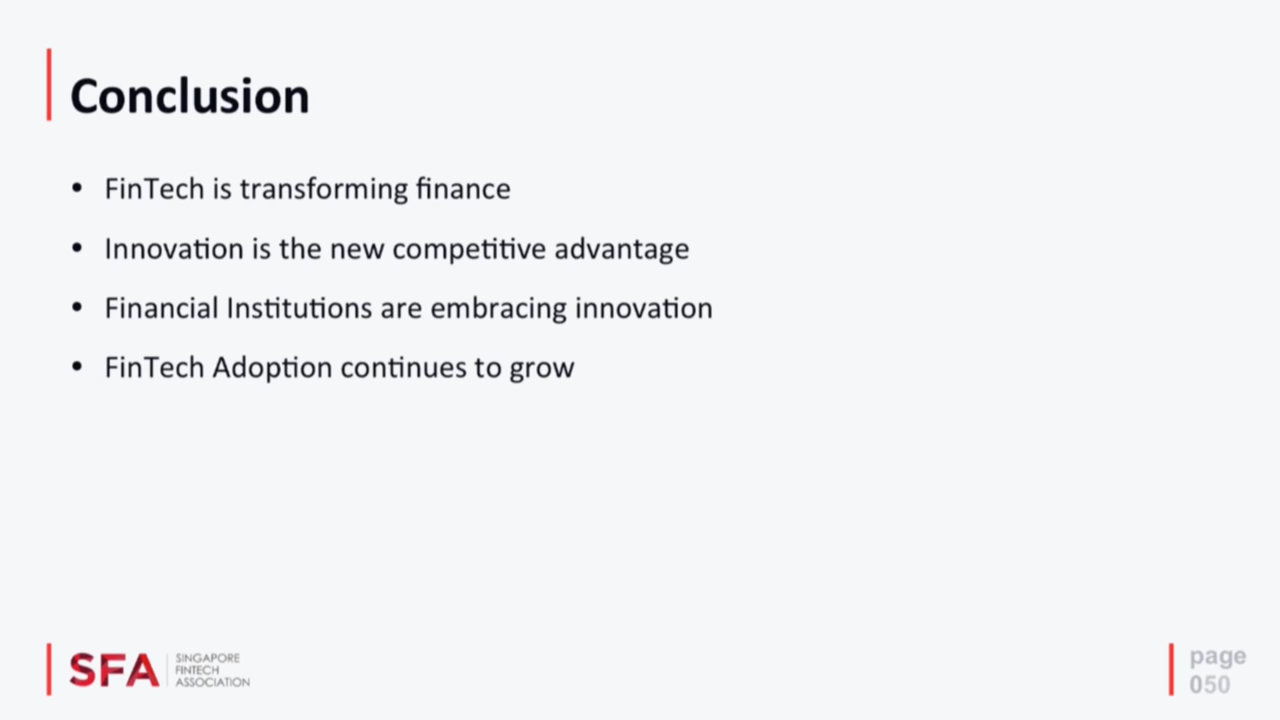 Conclusion
• FinTech is transforming finance
• Innovation is the new competitive advantage
• Financial Institutions are embracing innovation
• FinTech Adoption continues to grow
SFA
SINGAPORE
FINTECH
ASSOCIATION
page
050